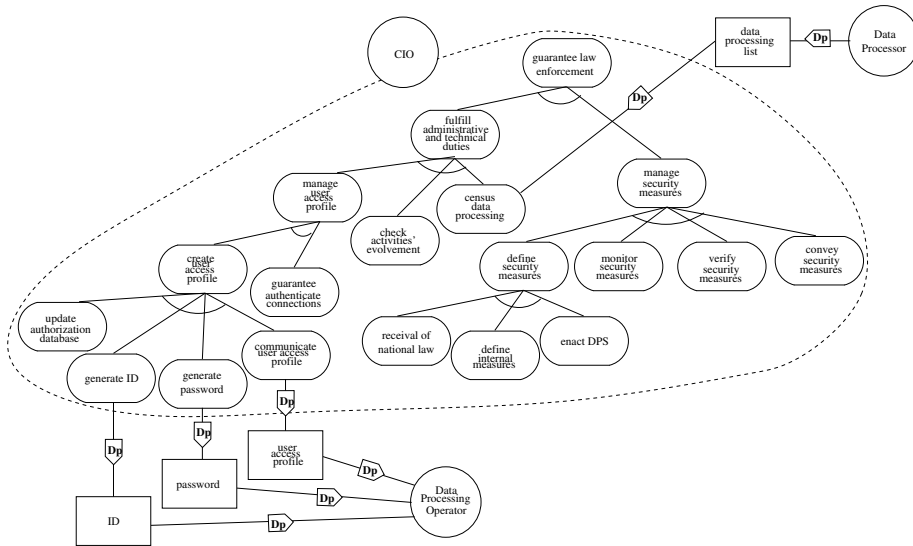 CIO
guarantee law
enforcement
data
processing
list
Dp
Data
Processor
Dp
fulfill
administrative
and technical
duties
manage
user
access
profile
check
activities'
evolvement
census
data
processing
manage
security
measures
create
user
access
profile
guarantee
authenticate
connections
define
security
measures
monitor
security
measures
verify
security
measures
convey
security
measures
update
authorization
database
generate ID
generate
password
communicate
user access
profile
receival of
national law
define
internal
measures
enact DPS
Dp
Dp
Dp
user
access
profile
password
ID
Dp
Dp
Dp
Data
Processing
Operator